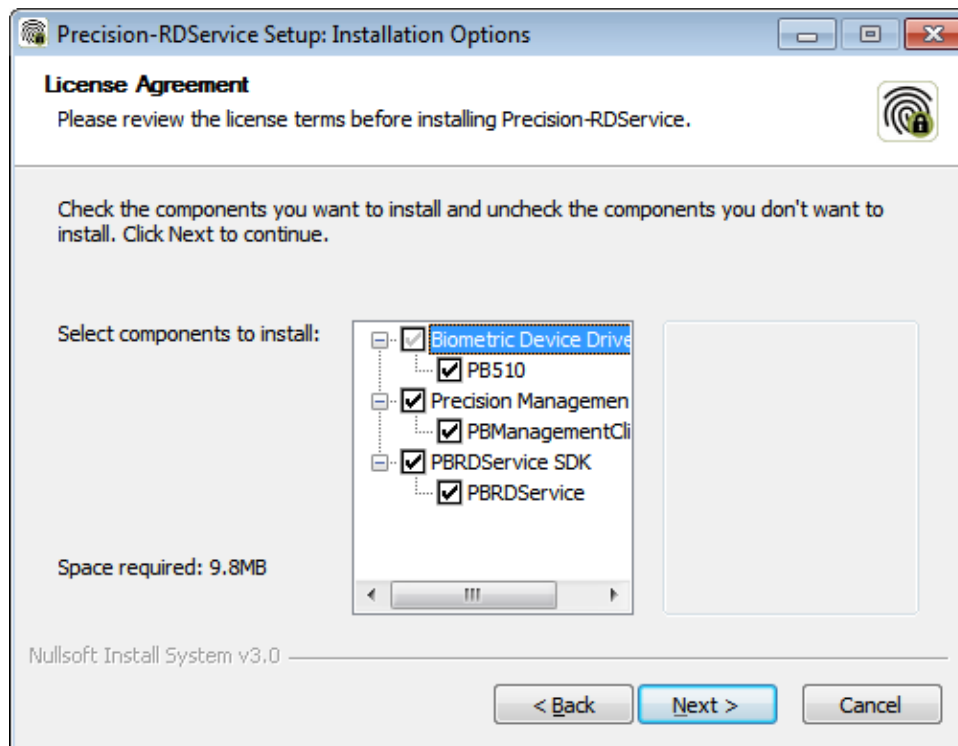 Precision-RDService Setup: Installation Options
License Agreement
Please review the license terms before installing Precision-RDService.
Check the components you want to install and uncheck the components you don't want to
install. Click Next to continue.
Select components to install:
Biometric Device Drive
PB510
Precision Managemen
PBManagementCli
PBRDService SDK
PBRDService
Space required: 9.8MB
Nullsoft Install System v3.0
< Back
Next >
Cancel